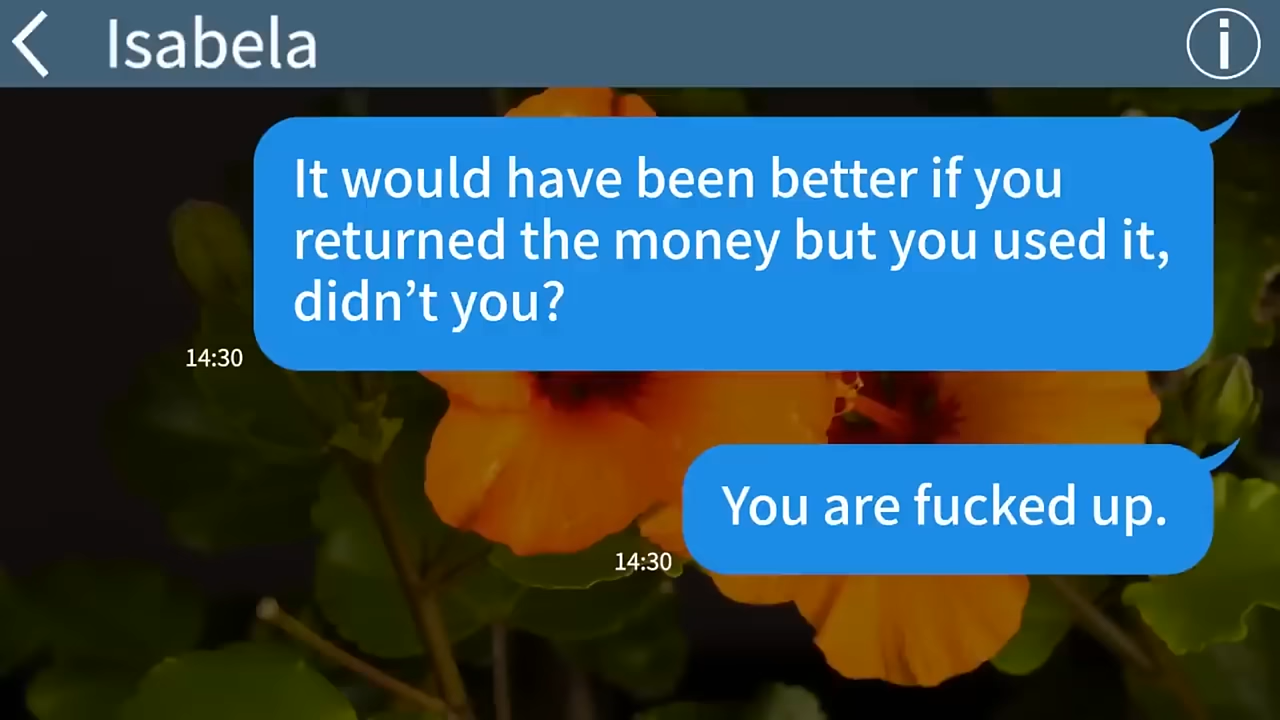 Isabela
It would have been better if you
returned the money but you used it,
didn’t you?
14:30
You are fucked up.
14:30